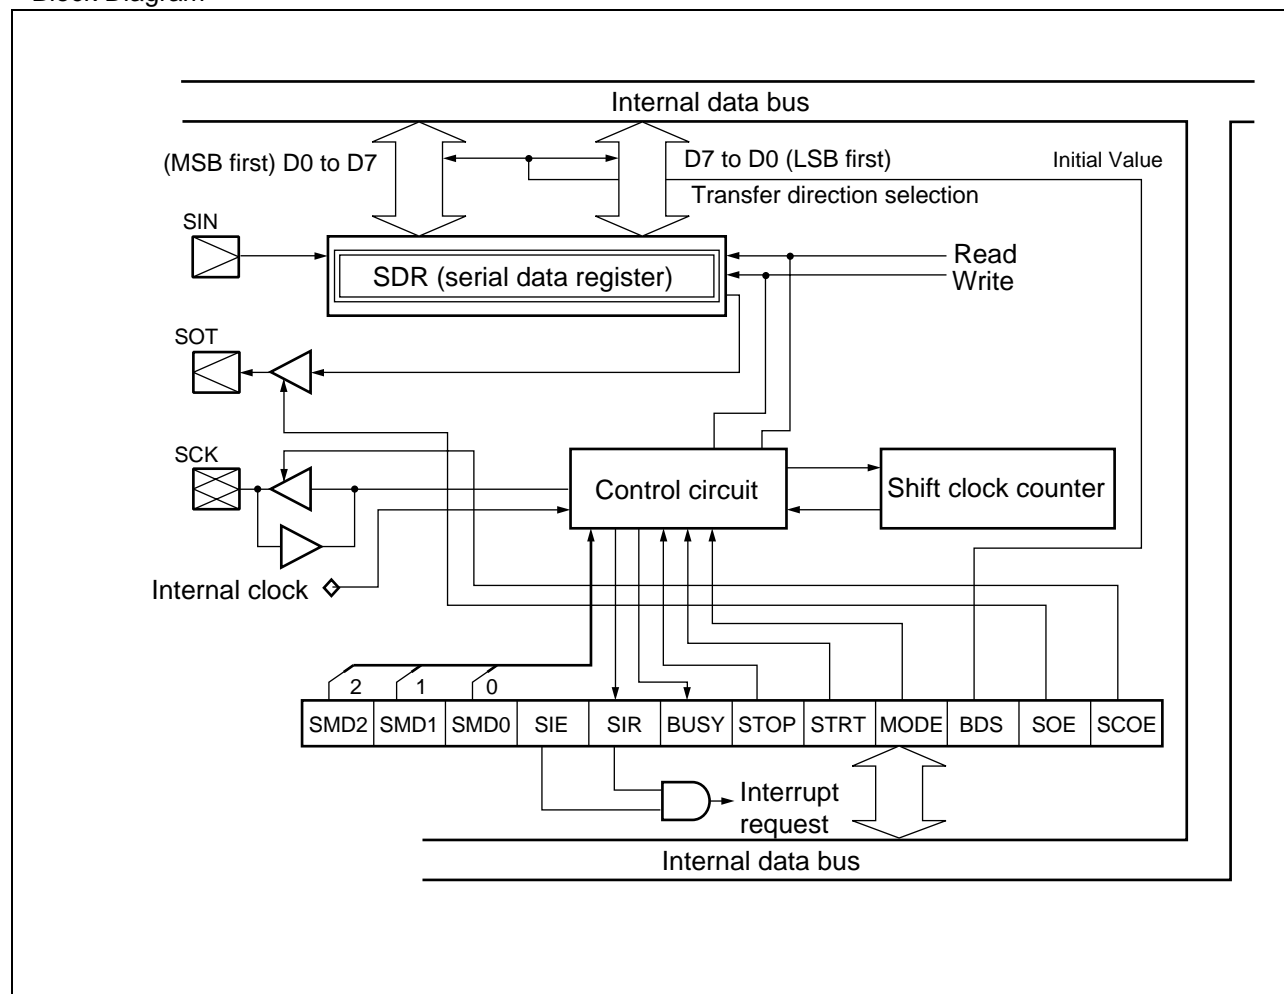 Block Diagram
Internal data bus
(MSB first) D0 to D7
D7 to D0 (LSB first)
Initial Value
Transfer direction selection
SIN
SDR (serial data register)
Read
Write
SOT
SCK
Control circuit
Shift clock counter
Internal clock
2 1 0
SMD2 SMD1 SMD0 SIE SIR BUSY STOP STRT MODE BDS SOE SCOE
Interrupt
request
Internal data bus